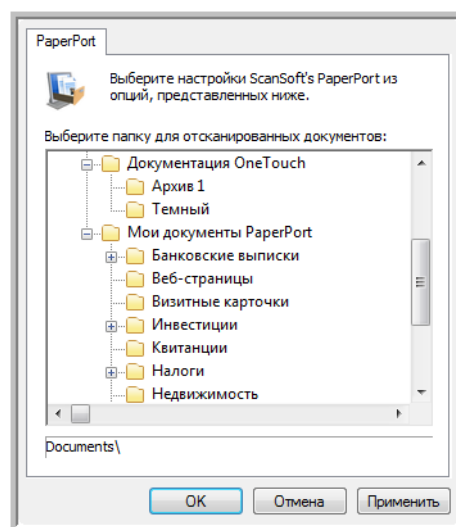 PaperPort
Выберите настройки ScanSoft's PaperPort из
опций, представленных ниже.
Выберите папку для отсканированных документов:
Документация OneTouch
Архив 1
Темный
Мои документы PaperPort
Банковские выписки
Веб-страницы
Визитные карточки
Инвестиции
Квитанции
Налоги
Недвижимость
Documents\
OK
Отмена
Применить